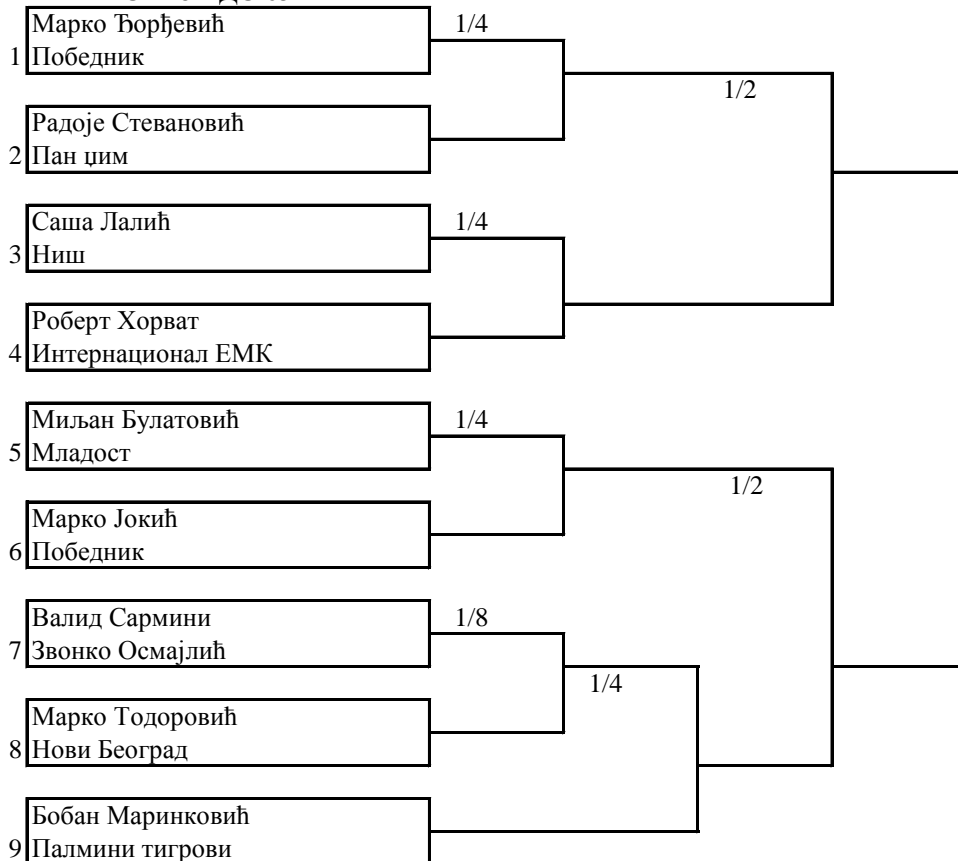 Марко Ђорђевић 1/4
1 Победник
1/2
Радоје Стевановић
2 Пан џим
Саша Лалић 1/4
3 Ниш
Роберт Хорват
4 Интернационал ЕМК
Миљан Булатовић 1/4
5 Младост
1/2
Марко Јокић
6 Победник
Валид Сармини 1/8
7 Звонко Осмајлић
1/4
Марко Тодоровић
8 Нови Београд
Бобан Маринковић
9 Палмини тигрови